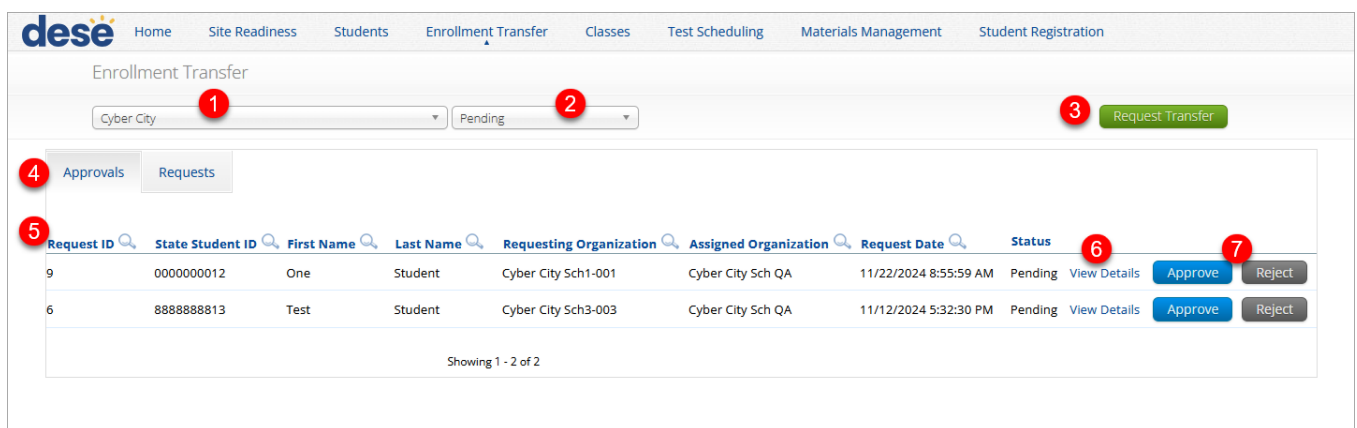 dese Home Site Readiness Students Enrollment Transfer Classes Test Scheduling Materials Management Student Registration
Enrollment Transfer
1 2
Cyber City Pending 3 Request Transfer
4 Approvals Requests
5 Request ID State Student ID First Name Last Name Requesting Organization Assigned Organization Request Date Status 6 7
9 0000000012 One Student Cyber City Sch1-001 Cyber City Sch QA 11/22/2024 8:55:59 AM Pending View Details Approve Reject
6 8888888813 Test Student Cyber City Sch3-003 Cyber City Sch QA 11/12/2024 5:32:30 PM Pending View Details Approve Reject
Showing 1 - 2 of 2